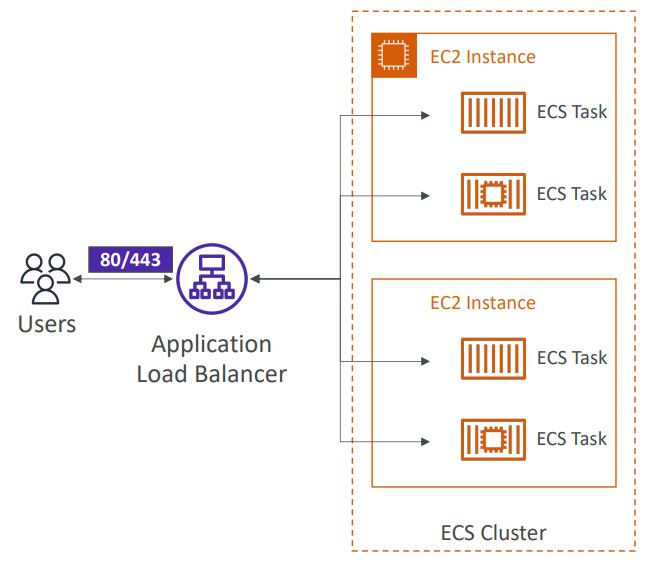 EC2 Instance
ECS Task
ECS Task
80/443
Users
Application
Load Balancer
EC2 Instance
ECS Task
ECS Task
ECS Cluster